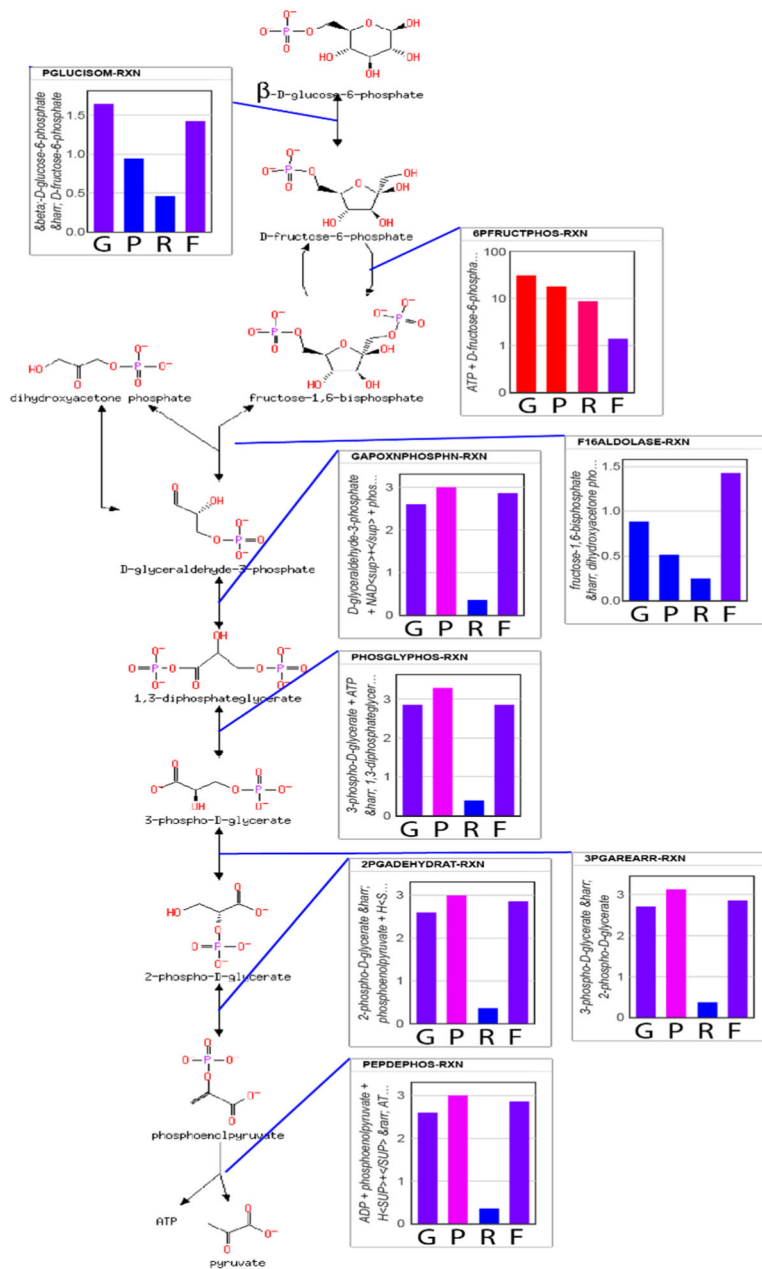 PGLUCISOM-RXN
&beta;-D-glucose-6-phosphate
&harr; D-fructose-6-phosphate
1.5
1.0
0.5
0.0
G P R F
β-D-glucose-6-phosphate
D-fructose-6-phosphate
6PFRUCTPHOS-RXN
ATP + D-fructose-6-phospha...
100
10
1
0
G P R F
fructose-1,6-bisphosphate
dihydroxyacetone phosphate
F16ALDOLASE-RXN
fructose-1,6-bisphosphate
&harr; dihydroxyacetone pho...
1.5
1.0
0.5
0.0
G P R F
GAPOXNPHOSPHN-RXN
D-glyceraldehyde-3-phosphate
+ NAD<sup>+</sup> + phos...
3
2
1
0
G P R F
D-glyceraldehyde-3-phosphate
1,3-diphosphateglycerate
PHOSGLYPHOS-RXN
3-phospho-D-glycerate + ATP
&harr; 1,3-diphosphateglycer...
3
2
1
0
G P R F
3-phospho-D-glycerate
2PGADEHYDRAT-RXN
2-phospho-D-glycerate &harr;
phosphoenolpyruvate + H<S...
3
2
1
0
G P R F
3PGAREARR-RXN
3-phospho-D-glycerate &harr;
2-phospho-D-glycerate
3
2
1
0
G P R F
2-phospho-D-glycerate
PEPDEPHOS-RXN
ADP + phosphoenolpyruvate +
H<SUP>+</SUP> &rarr; AT...
3
2
1
0
G P R F
phosphoenolpyruvate
ATP
pyruvate